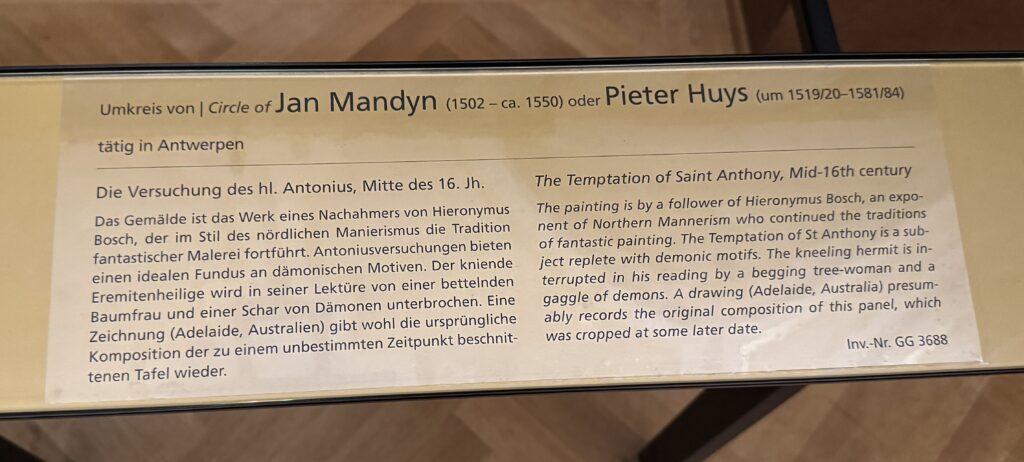 Umkreis von | Circle of Jan Mandyn (1502 – ca. 1550) oder Pieter Huys (um 1519/20–1581/84)
tätig in Antwerpen
Die Versuchung des hl. Antonius, Mitte des 16. Jh.
Das Gemälde ist das Werk eines Nachahmers von Hieronymus
Bosch, der im Stil des nördlichen Manierismus die Tradition
fantastischer Malerei fortführt. Antoniusversuchungen bieten
einen idealen Fundus an dämonischen Motiven. Der kniende
Eremitenheilige wird in seiner Lektüre von einer bettelnden
Baumfrau und einer Schar von Dämonen unterbrochen. Eine
Zeichnung (Adelaide, Australien) gibt wohl die ursprüngliche
Komposition der zu einem unbestimmten Zeitpunkt beschnit-
tenen Tafel wieder.
The Temptation of Saint Anthony, Mid-16th century
The painting is by a follower of Hieronymus Bosch, an expo-
nent of Northern Mannerism who continued the traditions
of fantastic painting. The Temptation of St Anthony is a sub-
ject replete with demonic motifs. The kneeling hermit is in-
terrupted in his reading by a begging tree-woman and a
gaggle of demons. A drawing (Adelaide, Australia) presum-
ably records the original composition of this panel, which
was cropped at some later date.
Inv.-Nr. GG 3688